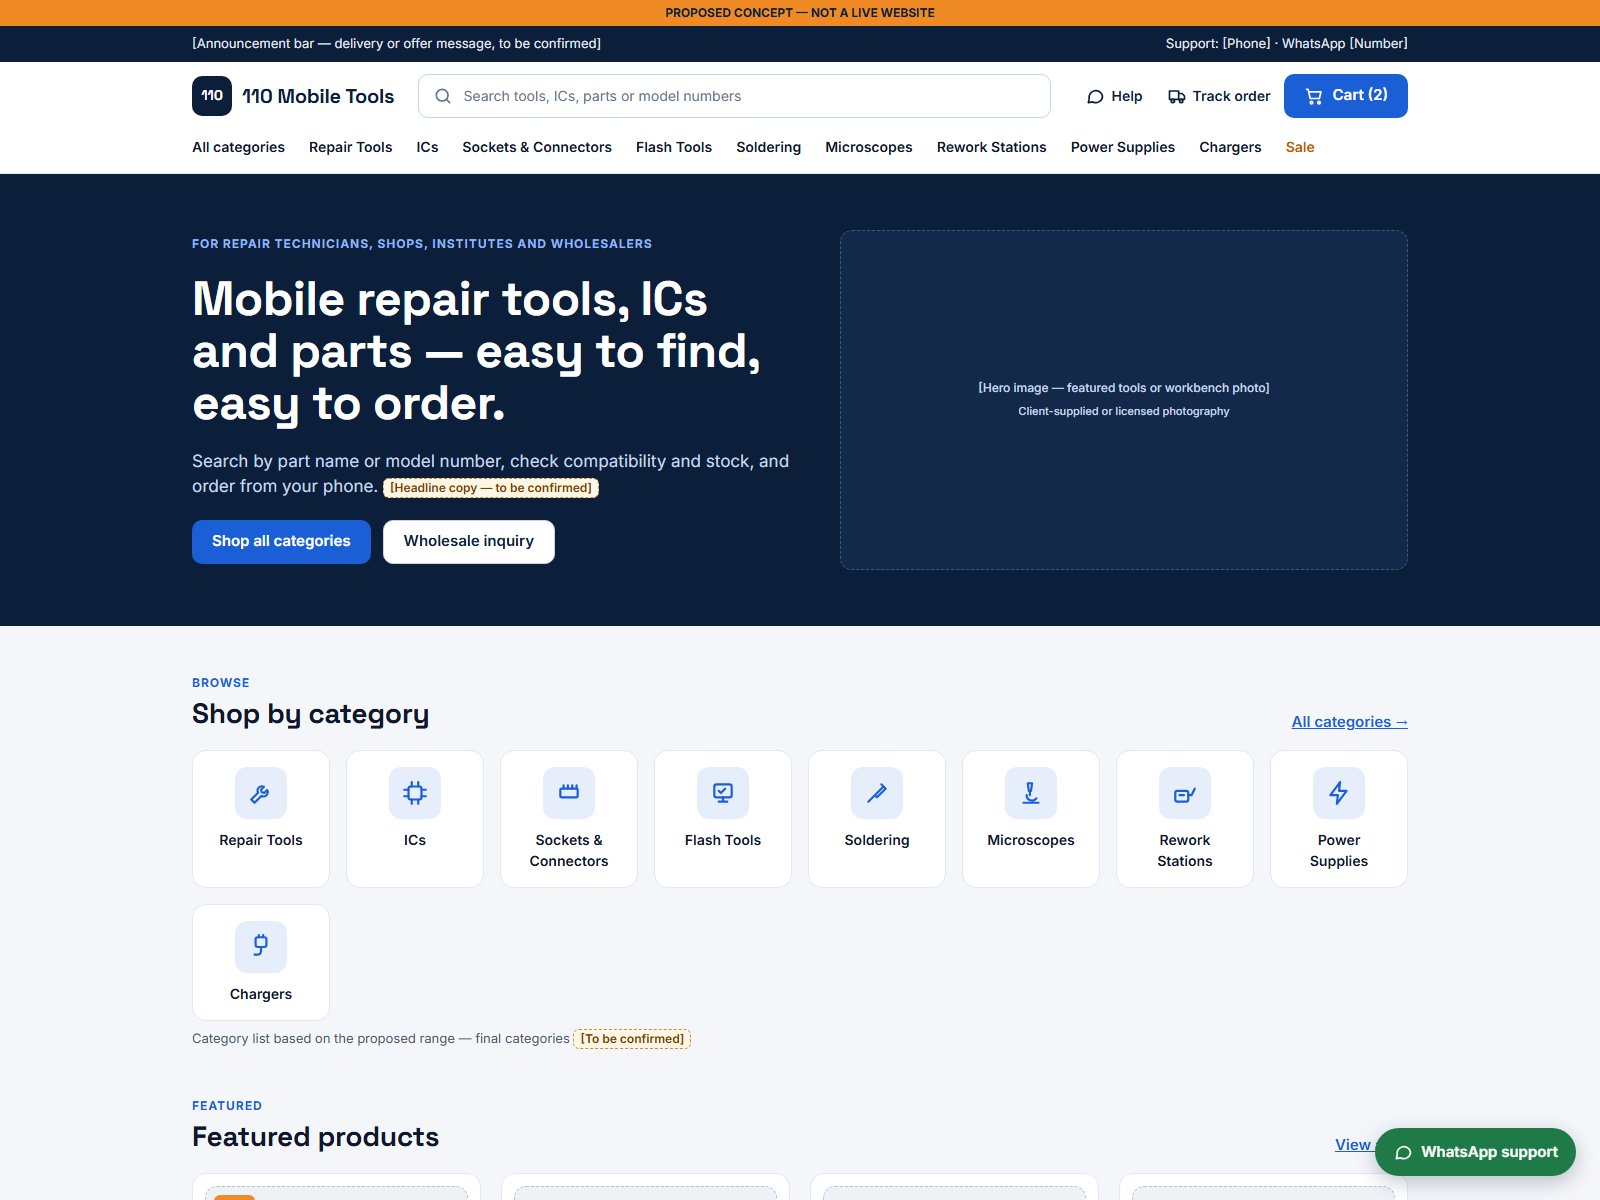 PROPOSED CONCEPT — NOT A LIVE WEBSITE
[Announcement bar — delivery or offer message, to be confirmed]
Support: [Phone] · WhatsApp [Number]
110
110 Mobile Tools
Search tools, ICs, parts or model numbers
Help
Track order
Cart (2)
All categories
Repair Tools
ICs
Sockets & Connectors
Flash Tools
Soldering
Microscopes
Rework Stations
Power Supplies
Chargers
Sale
FOR REPAIR TECHNICIANS, SHOPS, INSTITUTES AND WHOLESALERS
Mobile repair tools, ICs
and parts — easy to find,
easy to order.
Search by part name or model number, check compatibility and stock, and
order from your phone. [Headline copy — to be confirmed]
Shop all categories
Wholesale inquiry
[Hero image — featured tools or workbench photo]
Client-supplied or licensed photography
BROWSE
Shop by category
All categories →
Repair Tools
ICs
Sockets &
Connectors
Flash Tools
Soldering
Microscopes
Rework
Stations
Power
Supplies
Chargers
Category list based on the proposed range — final categories [To be confirmed]
FEATURED
Featured products
View
WhatsApp support